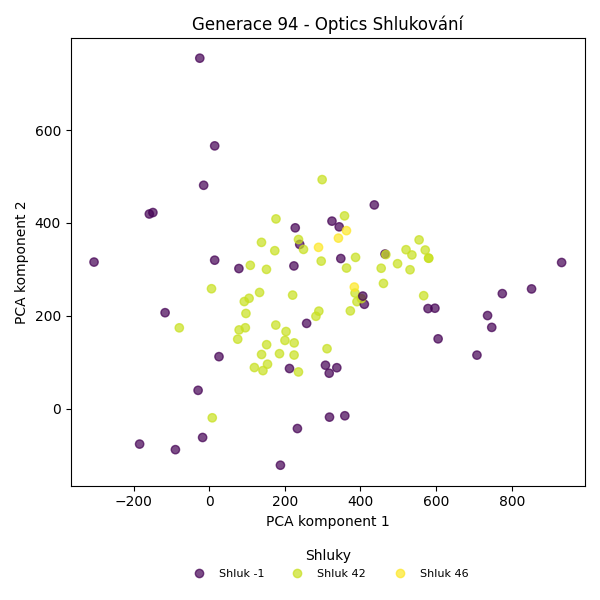 Generace 94 - Optics Shlukování
PCA komponent 2
600
400
200
0
−200
0
200
400
600
800
PCA komponent 1
Shluky
Shluk -1
Shluk 42
Shluk 46